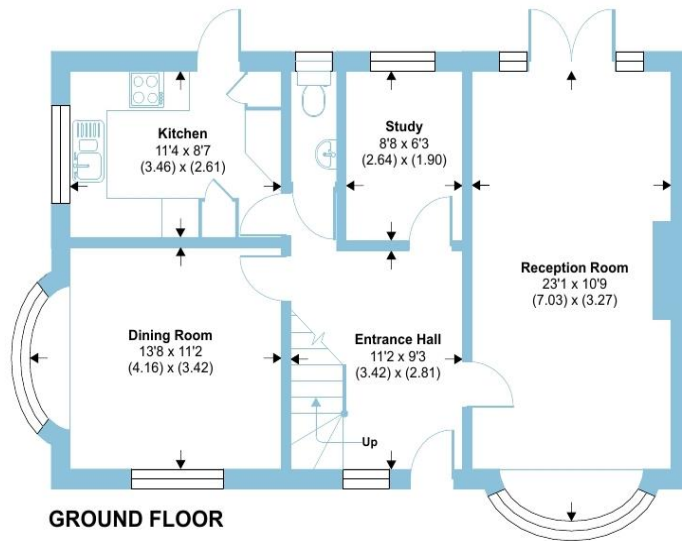 Kitchen
11'4 x 8'7
(3.46) x (2.61)
Study
8'8 x 6'3
(2.64) x (1.90)
Reception Room
23'1 x 10'9
(7.03) x (3.27)
Dining Room
13'8 x 11'2
(4.16) x (3.42)
Entrance Hall
11'2 x 9'3
(3.42) x (2.81)
Up
GROUND FLOOR